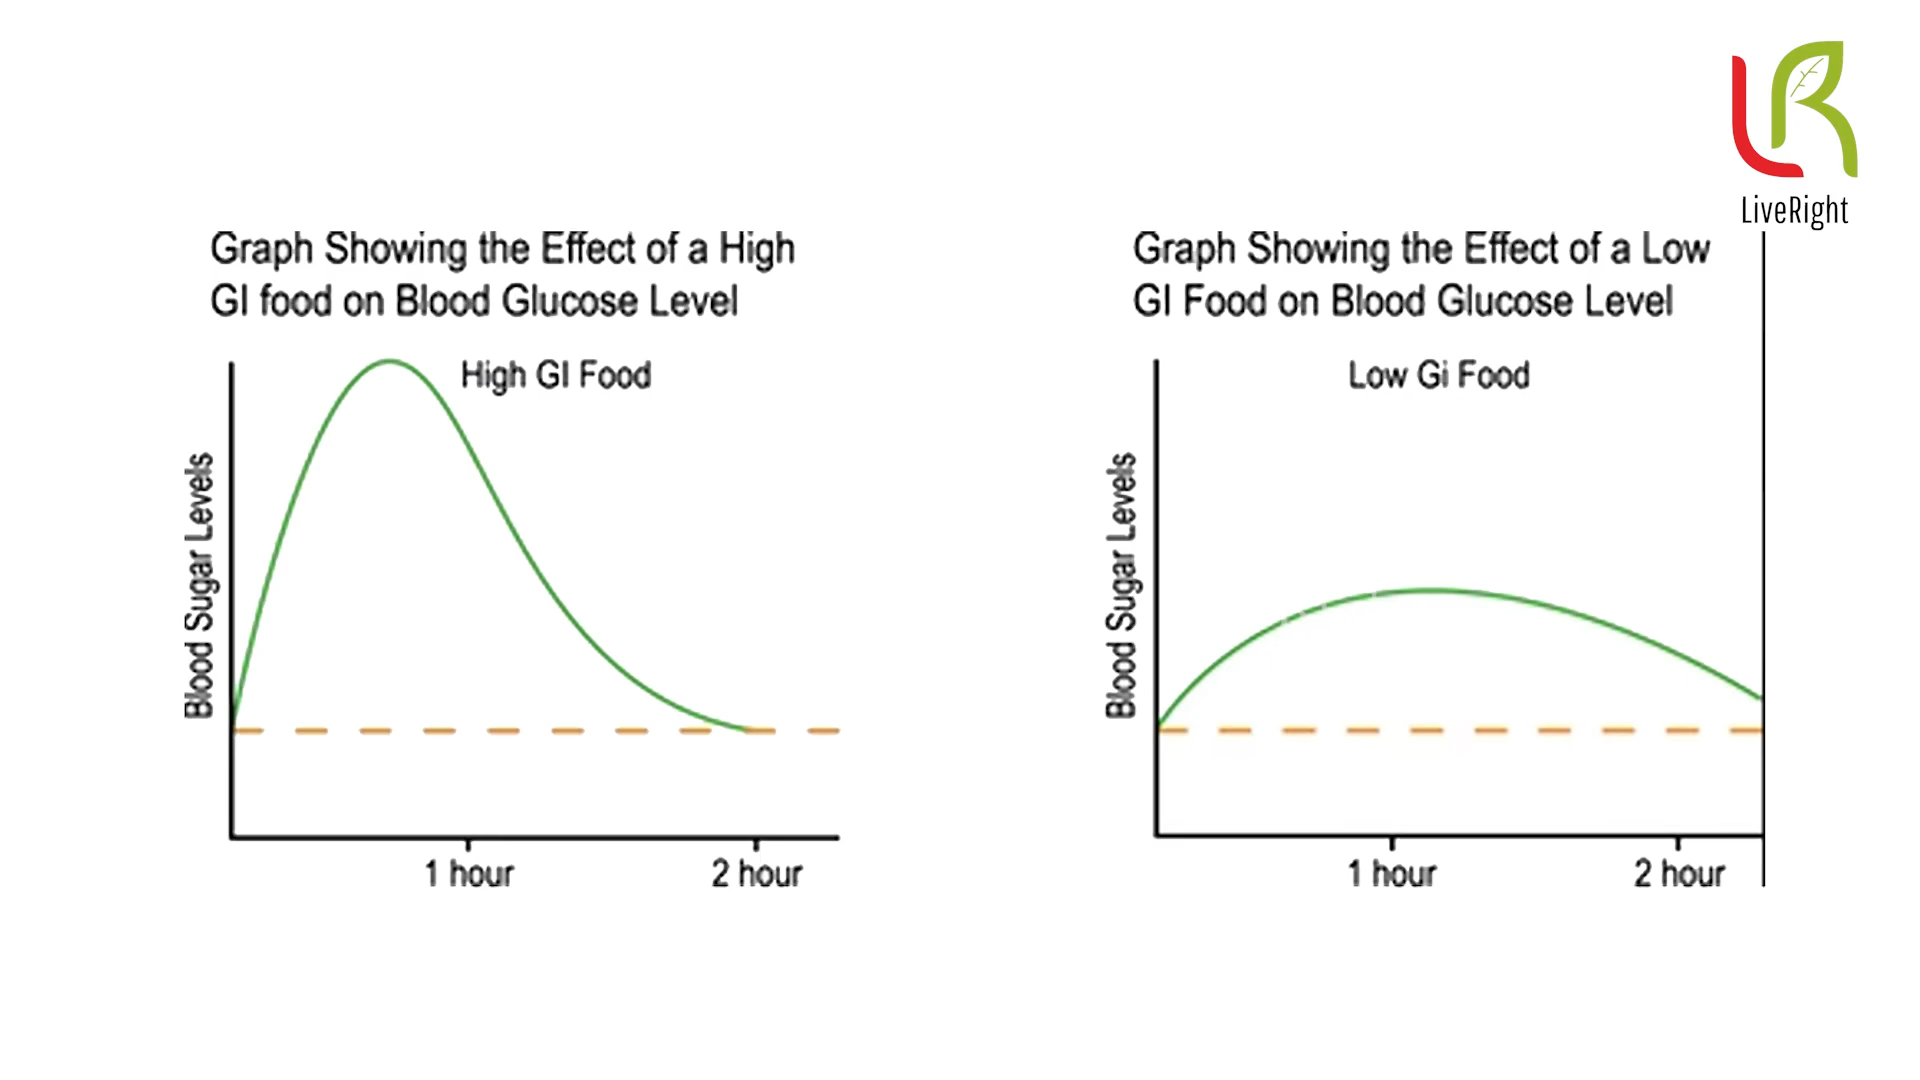 LiveRight
Graph Showing the Effect of a High
GI food on Blood Glucose Level
High GI Food
Blood Sugar Levels
1 hour
2 hour
Graph Showing the Effect of a Low
GI Food on Blood Glucose Level
Low Gi Food
Blood Sugar Levels
1 hour
2 hour